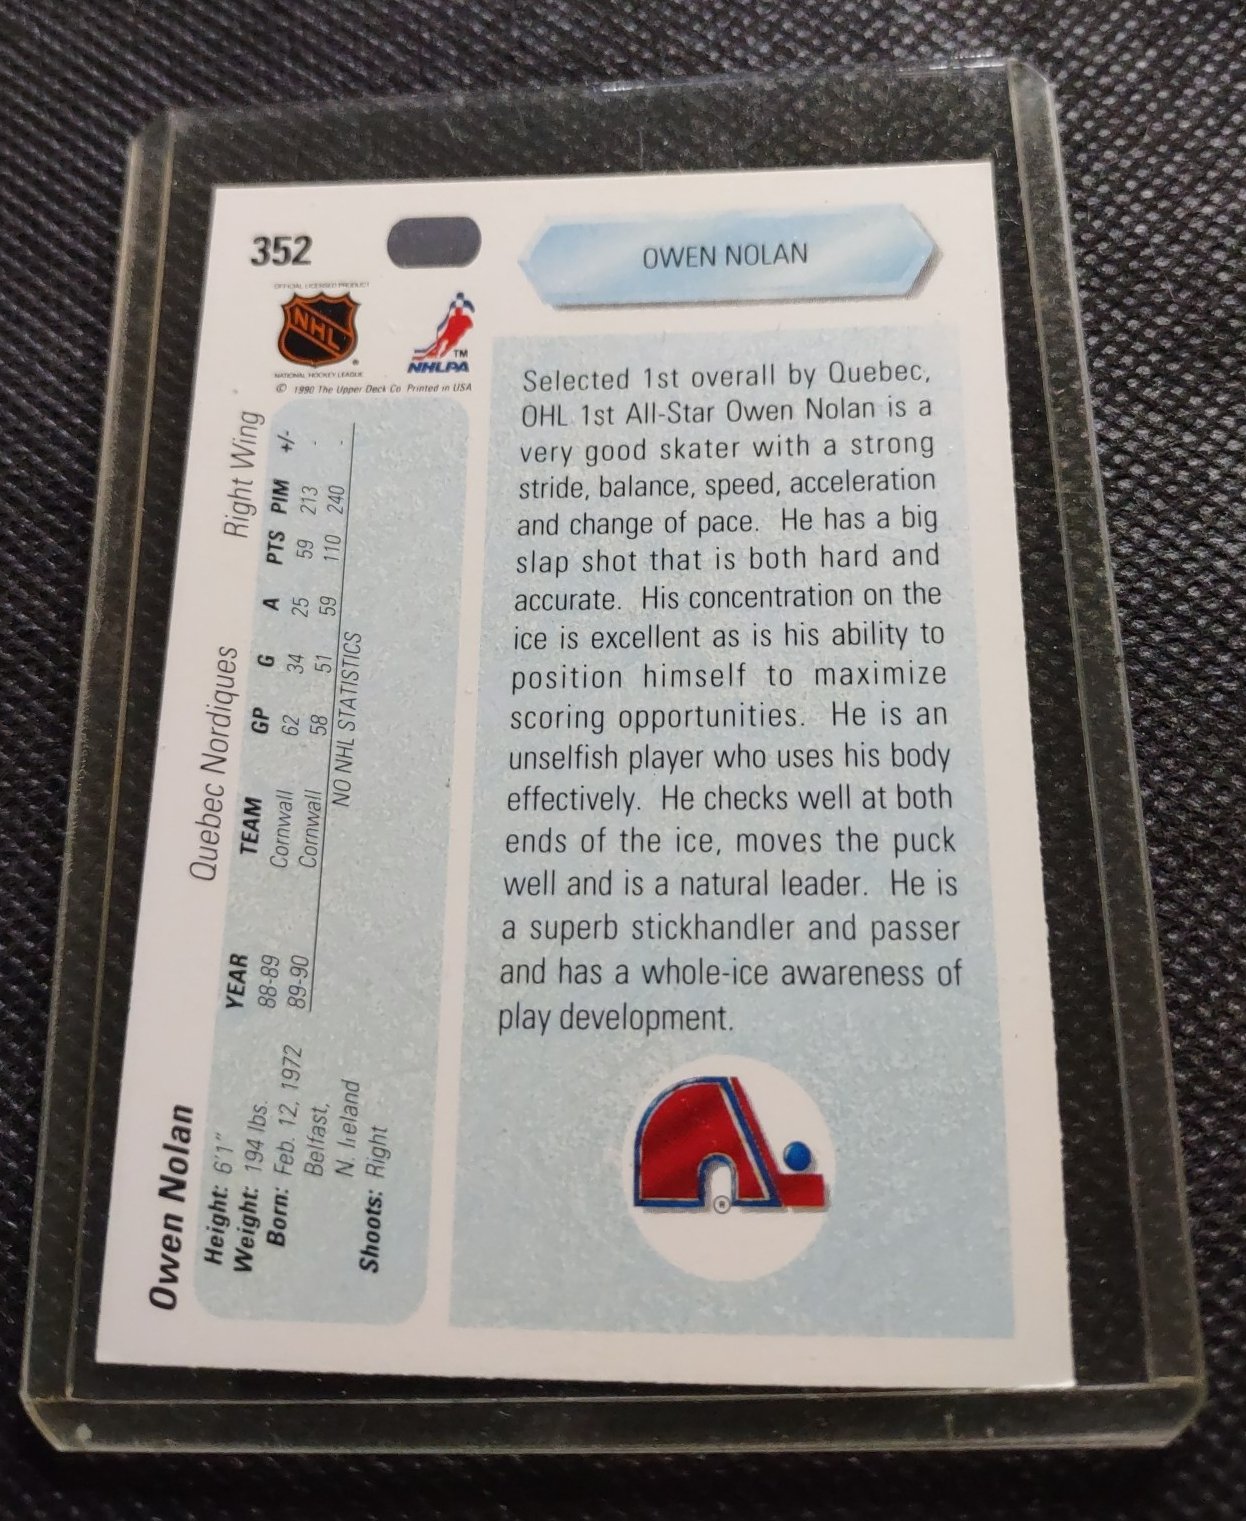 352
OFFICIAL LICENSED PRODUCT
NHL
NATIONAL HOCKEY LEAGUE
TM
NHLPA
© 1990 The Upper Deck Co. Printed in USA
OWEN NOLAN
Selected 1st overall by Quebec,
OHL 1st All-Star Owen Nolan is a
very good skater with a strong
stride, balance, speed, acceleration
and change of pace. He has a big
slap shot that is both hard and
accurate. His concentration on the
ice is excellent as is his ability to
position himself to maximize
scoring opportunities. He is an
unselfish player who uses his body
effectively. He checks well at both
ends of the ice, moves the puck
well and is a natural leader. He is
a superb stickhandler and passer
and has a whole-ice awareness of
play development.
Owen Nolan Quebec Nordiques Right Wing
Height: 6'1"
Weight: 194 lbs.
Born: Feb. 12, 1972
Belfast,
N. Ireland
Shoots: Right
YEAR TEAM GP G A PTS PIM +/-
88-89 Cornwall 62 34 25 59 213 -
89-90 Cornwall 58 51 59 110 240 -
NO NHL STATISTICS
®